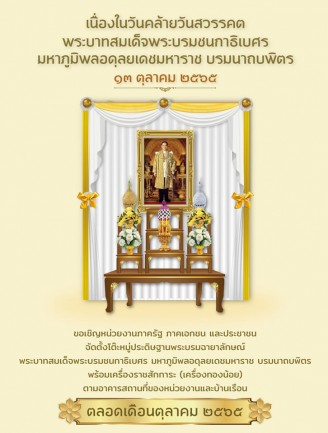 เนื่องในวันคล้ายวันสวรรคต
พระบาทสมเด็จพระบรมชนกาธิเบศร
มหาภูมิพลอดุลยเดชมหาราช บรมนาถบพิตร
๑๓ ตุลาคม ๒๕๖๕
ขอเชิญหน่วยงานภาครัฐ ภาคเอกชน และประชาชน
จัดตั้งโต๊ะหมู่ประดิษฐานพระบรมฉายาลักษณ์
พระบาทสมเด็จพระบรมชนกาธิเบศร มหาภูมิพลอดุลยเดชมหาราช บรมนาถบพิตร
พร้อมเครื่องราชสักการะ (เครื่องทองน้อย)
ตามอาคารสถานที่ของหน่วยงานและบ้านเรือน
ตลอดเดือนตุลาคม ๒๕๖๕